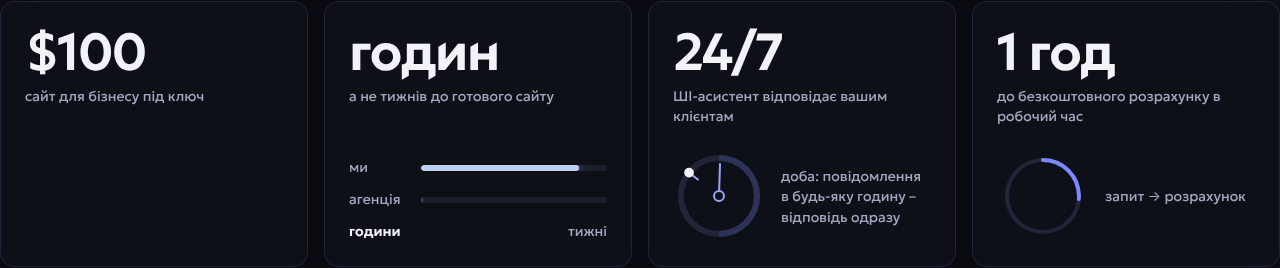 $100
сайт для бізнесу під ключ
годин
а не тижнів до готового сайту
ми
агенція
години
тижні
24/7
ШІ-асистент відповідає вашим
клієнтам
доба: повідомлення
в будь-яку годину –
відповідь одразу
1 год
до безкоштовного розрахунку в
робочий час
запит → розрахунок